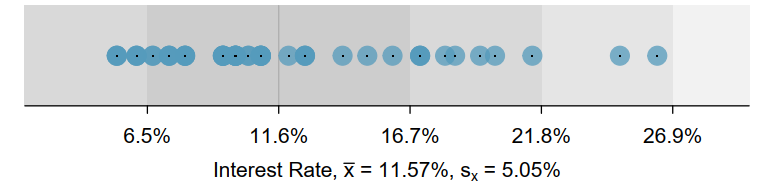 6.5% 11.6% 16.7% 21.8% 26.9%
Interest Rate, x̅ = 11.57%, sₓ = 5.05%